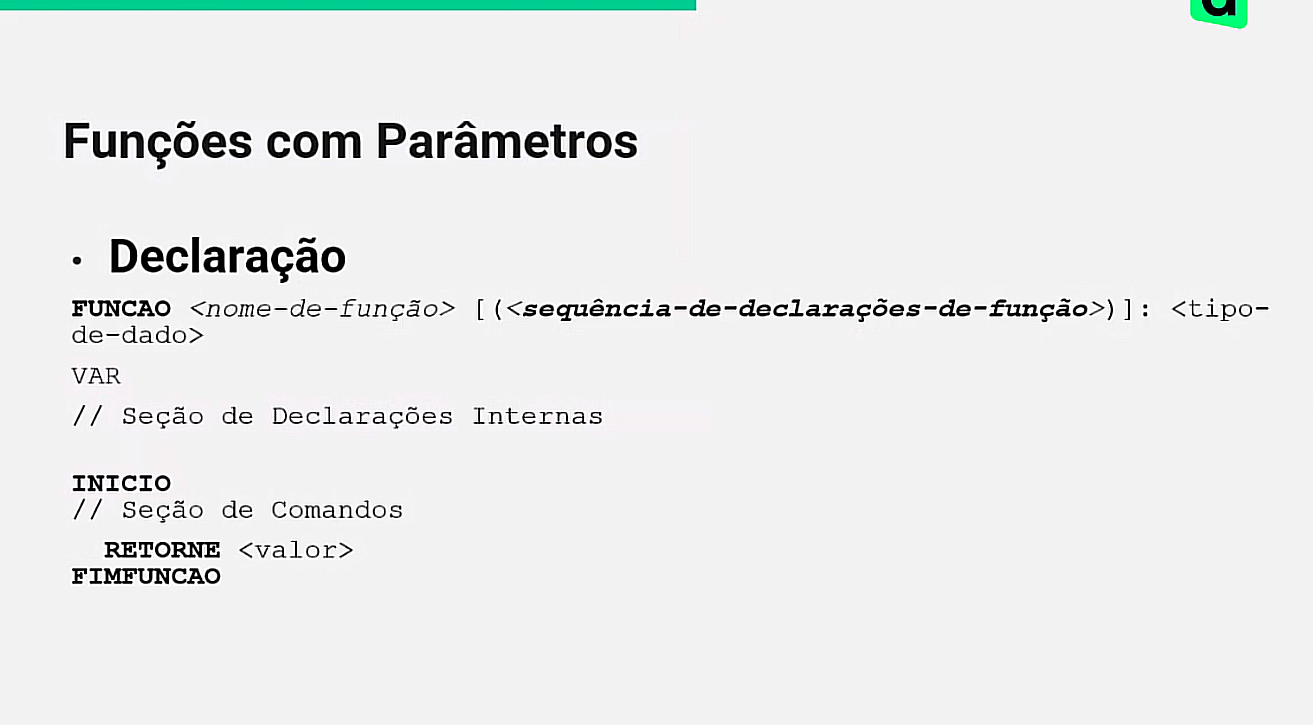 Funções com Parâmetros
• Declaração
FUNCAO <nome-de-função> [(<sequência-de-declarações-de-função>)]: <tipo-
de-dado>
VAR
// Seção de Declarações Internas
INICIO
// Seção de Comandos
RETORNE <valor>
FIMFUNCAO